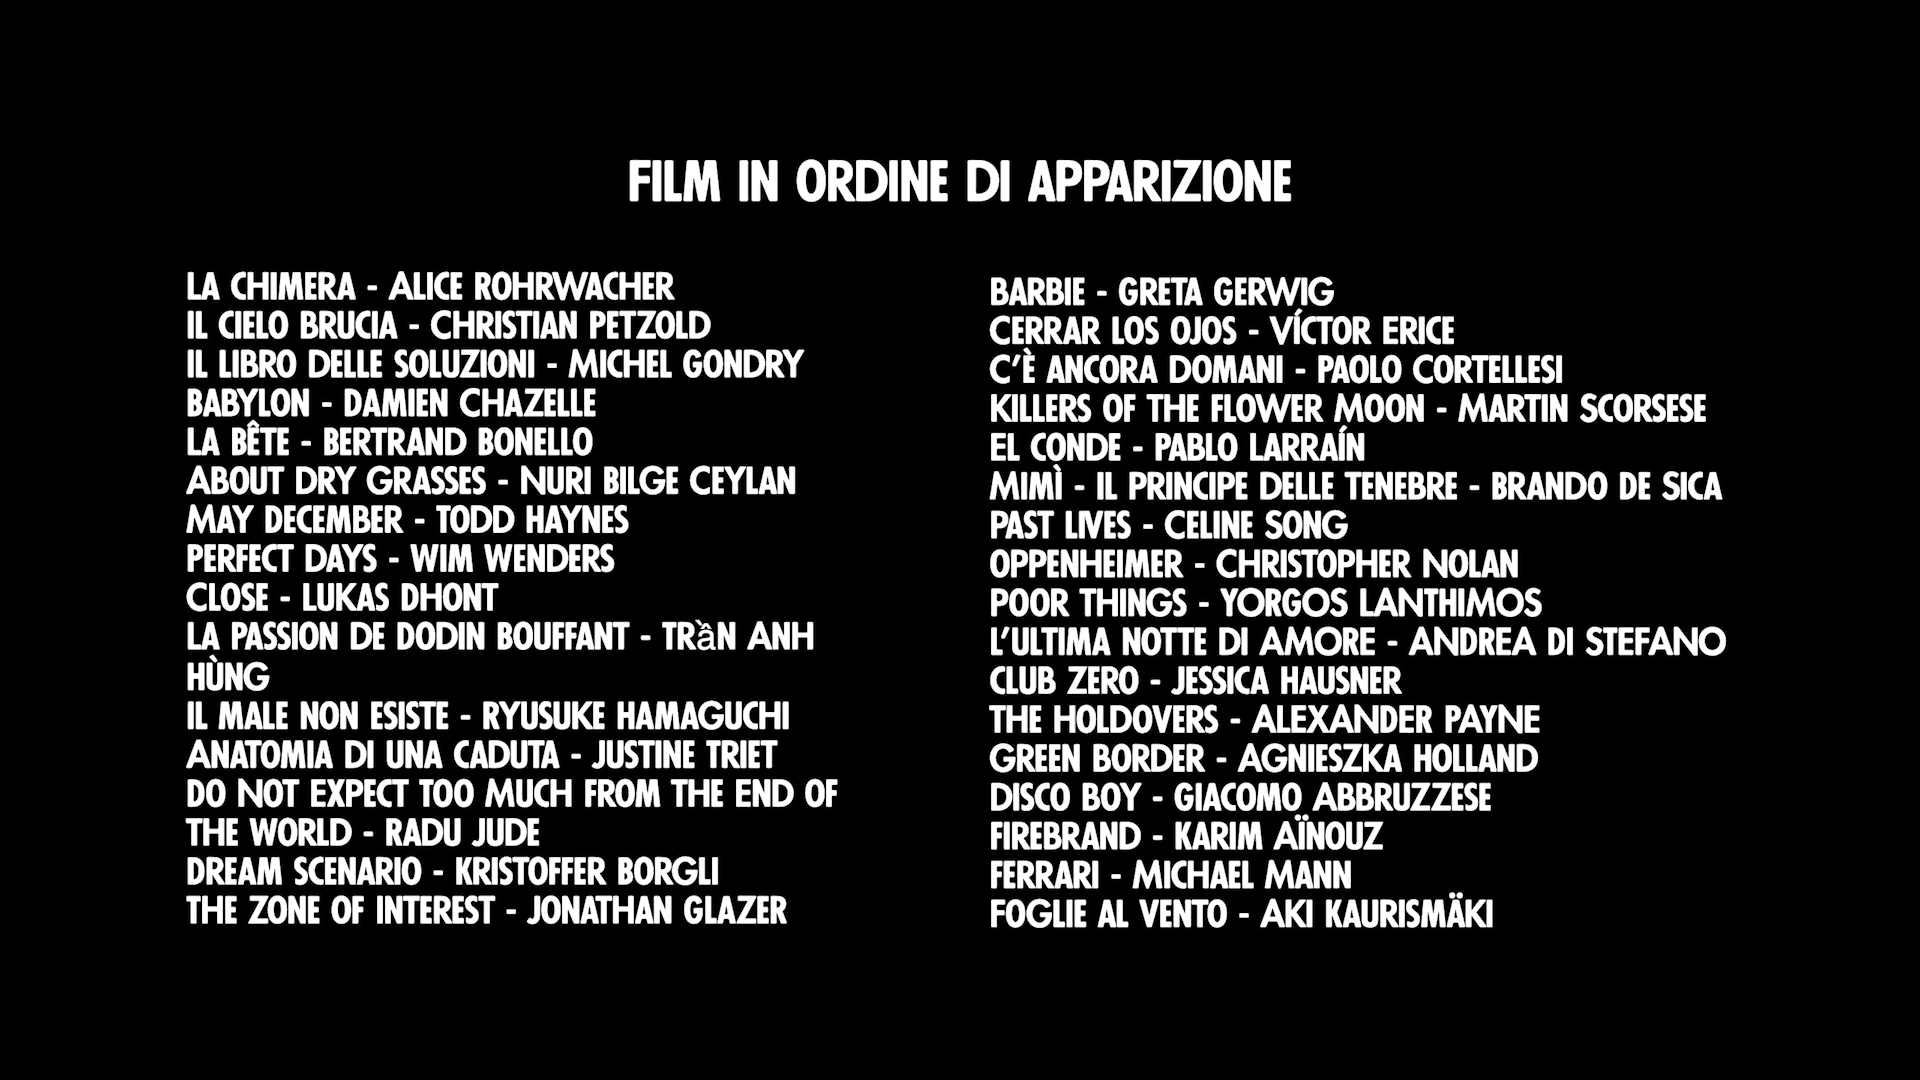 FILM IN ORDINE DI APPARIZIONE
LA CHIMERA - ALICE ROHRWACHER
IL CIELO BRUCIA - CHRISTIAN PETZOLD
IL LIBRO DELLE SOLUZIONI - MICHEL GONDRY
BABYLON - DAMIEN CHAZELLE
LA BÊTE - BERTRAND BONELLO
ABOUT DRY GRASSES - NURI BILGE CEYLAN
MAY DECEMBER - TODD HAYNES
PERFECT DAYS - WIM WENDERS
CLOSE - LUKAS DHONT
LA PASSION DE DODIN BOUFFANT - TRầN ANH
HÙNG
IL MALE NON ESISTE - RYUSUKE HAMAGUCHI
ANATOMIA DI UNA CADUTA - JUSTINE TRIET
DO NOT EXPECT TOO MUCH FROM THE END OF
THE WORLD - RADU JUDE
DREAM SCENARIO - KRISTOFFER BORGLI
THE ZONE OF INTEREST - JONATHAN GLAZER
BARBIE - GRETA GERWIG
CERRAR LOS OJOS - VÍCTOR ERICE
C'È ANCORA DOMANI - PAOLO CORTELLESI
KILLERS OF THE FLOWER MOON - MARTIN SCORSESE
EL CONDE - PABLO LARRAÍN
MIMÌ - IL PRINCIPE DELLE TENEBRE - BRANDO DE SICA
PAST LIVES - CELINE SONG
OPPENHEIMER - CHRISTOPHER NOLAN
POOR THINGS - YORGOS LANTHIMOS
L'ULTIMA NOTTE DI AMORE - ANDREA DI STEFANO
CLUB ZERO - JESSICA HAUSNER
THE HOLDOVERS - ALEXANDER PAYNE
GREEN BORDER - AGNIESZKA HOLLAND
DISCO BOY - GIACOMO ABBRUZZESE
FIREBRAND - KARIM AÏNOUZ
FERRARI - MICHAEL MANN
FOGLIE AL VENTO - AKI KAURISMÄKI